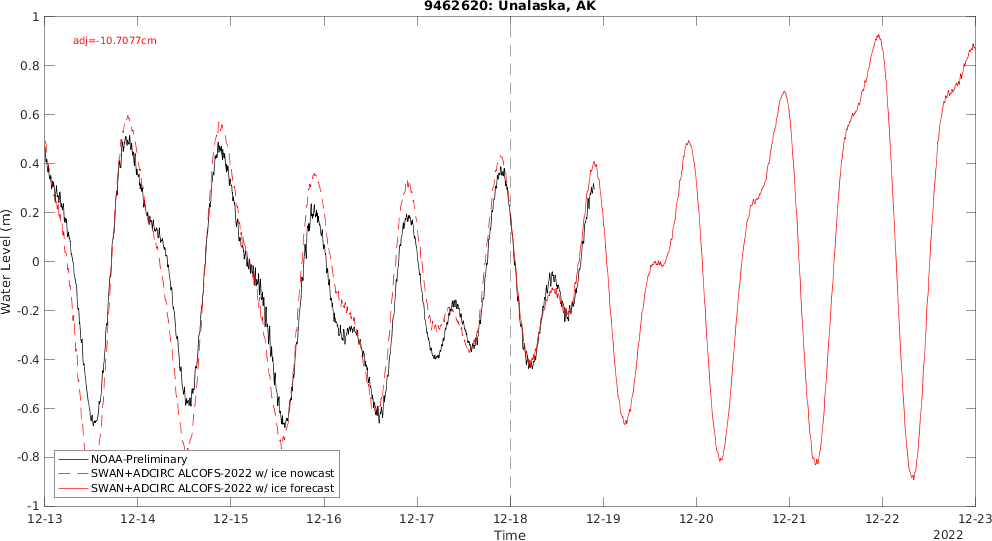 9462620: Unalaska, AK
adj=-10.7077cm
1
0.8
0.6
0.4
0.2
0
-0.2
-0.4
-0.6
-0.8
-1
Water Level (m)
NOAA-Preliminary
SWAN+ADCIRC ALCOFS-2022 w/ ice nowcast
SWAN+ADCIRC ALCOFS-2022 w/ ice forecast
12-13 12-14 12-15 12-16 12-17 12-18 12-19 12-20 12-21 12-22 12-23
Time
2022